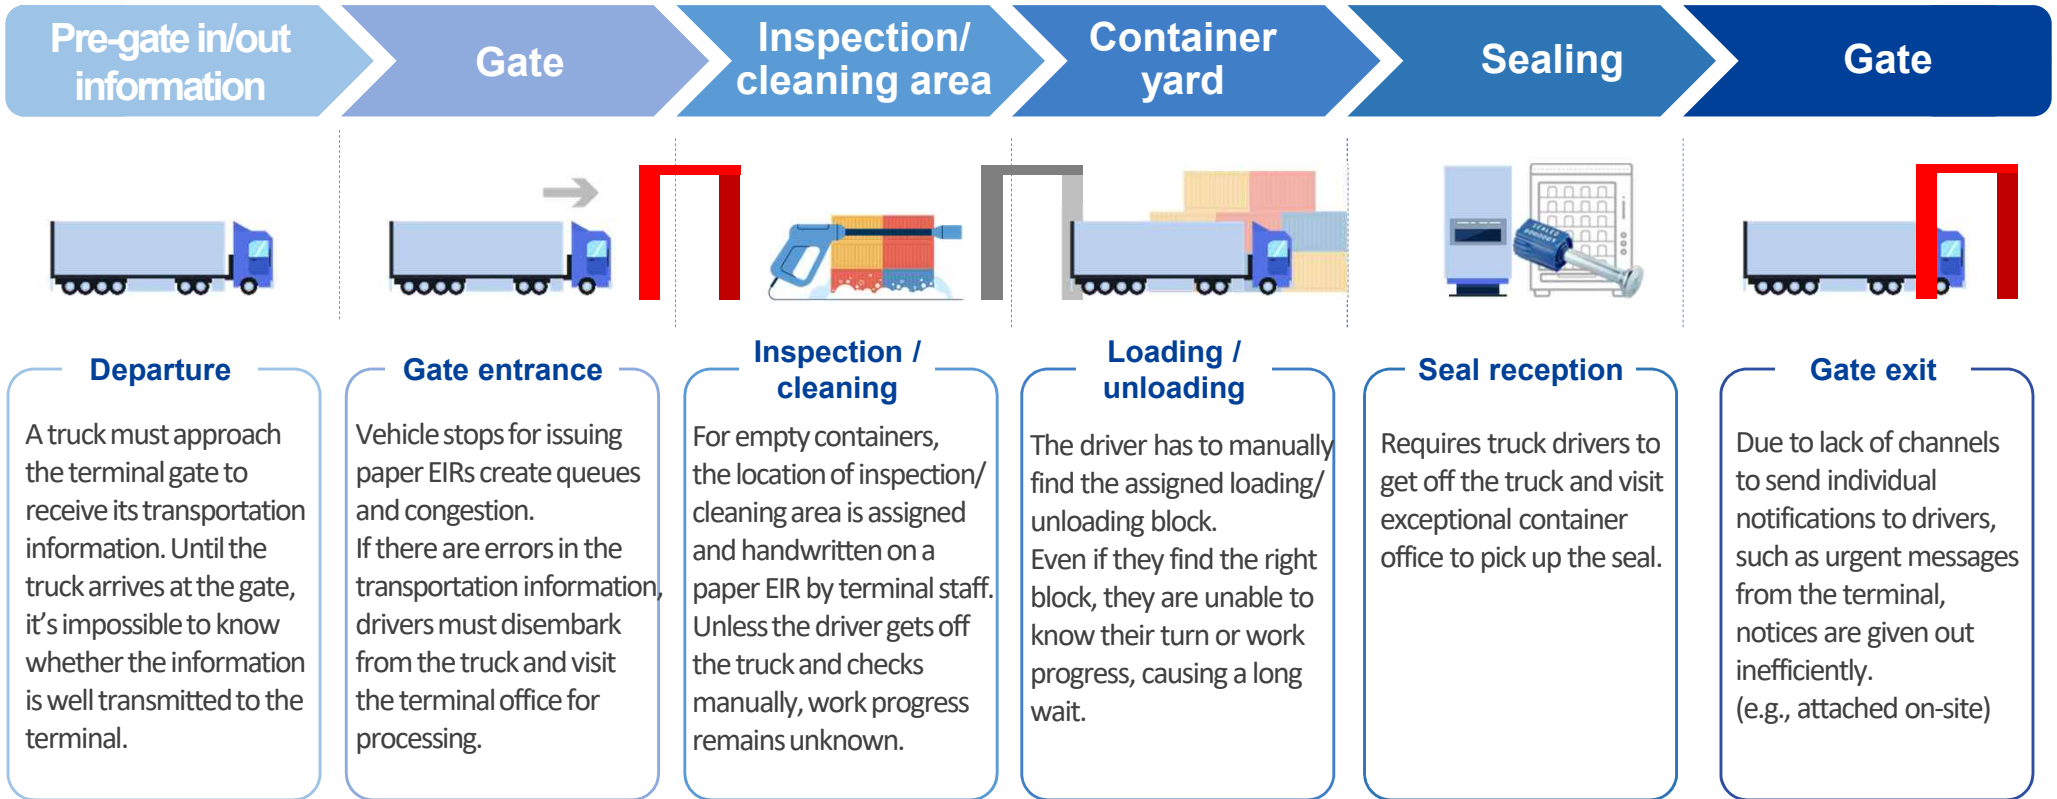 Pre-gate in/out
information
Gate
Inspection/
cleaning area
Container
yard
Sealing
Gate
SEALED
Departure
A truck must approach
the terminal gate to
receive its transportation
information. Until the
truck arrives at the gate,
it's impossible to know
whether the information
is well transmitted to the
terminal.
Gate entrance
Vehicle stops for issuing
paper EIRs create queues
and congestion.
If there are errors in the
transportation information,
drivers must disembark
from the truck and visit
the terminal office for
processing.
Inspection /
cleaning
For empty containers,
the location of inspection/
cleaning area is assigned
and handwritten on a
paper EIR by terminal staff.
Unless the driver gets off
the truck and checks
manually, work progress
remains unknown.
Loading /
unloading
The driver has to manually
find the assigned loading/
unloading block.
Even if they find the right
block, they are unable to
know their turn or work
progress, causing a long
wait.
Seal reception
Requires truck drivers to
get off the truck and visit
exceptional container
office to pick up the seal.
Gate exit
Due to lack of channels
to send individual
notifications to drivers,
such as urgent messages
from the terminal,
notices are given out
inefficiently.
(e.g., attached on-site)